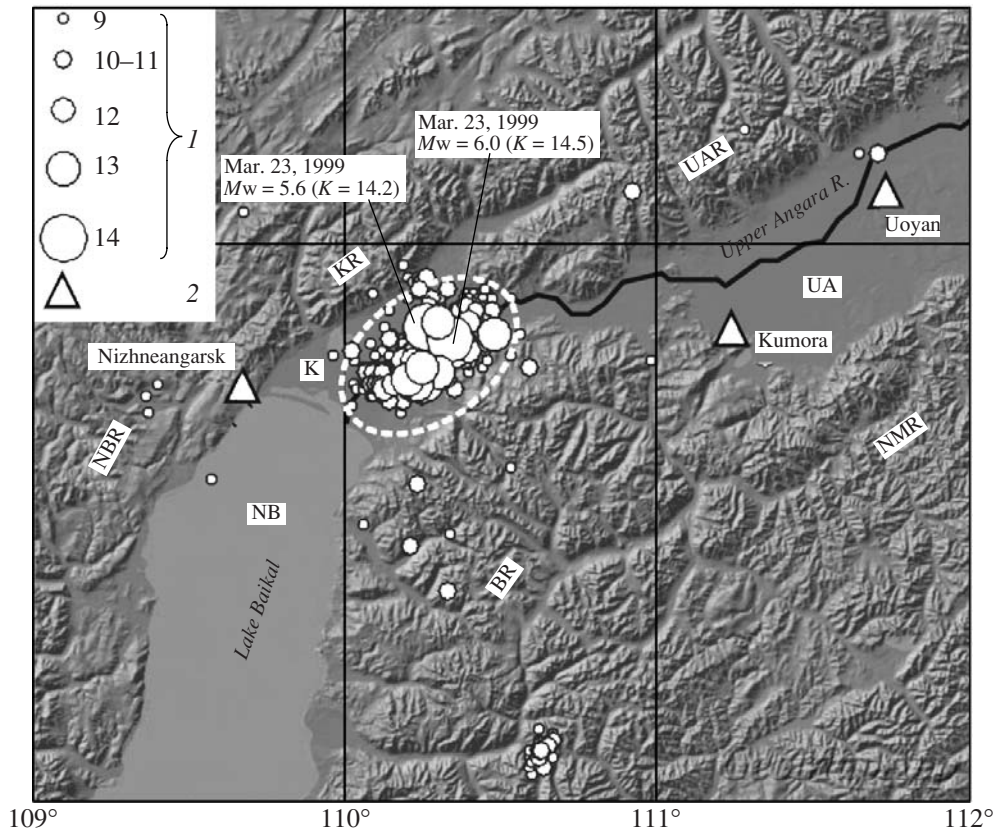 9
10–11
12
13
14
1
2
Mar. 23, 1999
Mw = 5.6 (K = 14.2)
Mar. 23, 1999
Mw = 6.0 (K = 14.5)
UAR
Upper Angara R.
Uoyan
KR
UA
Nizhneangarsk
K
Kumora
NBR
NMR
NB
BR
Lake Baikal
109°
110°
111°
112°